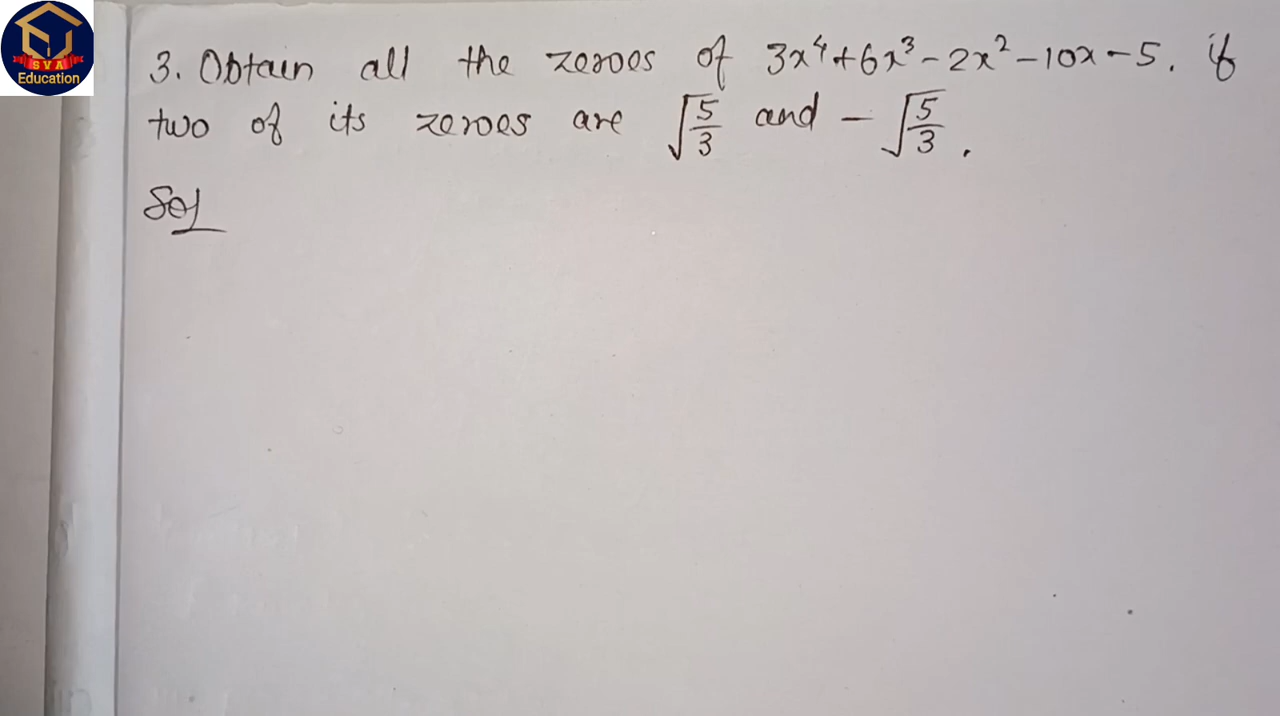 SVA
Education
3. Obtain all the zeroes of 3x⁴+6x³-2x²-10x-5. if
two of its zeroes are √5/3 and -√5/3.
Sol